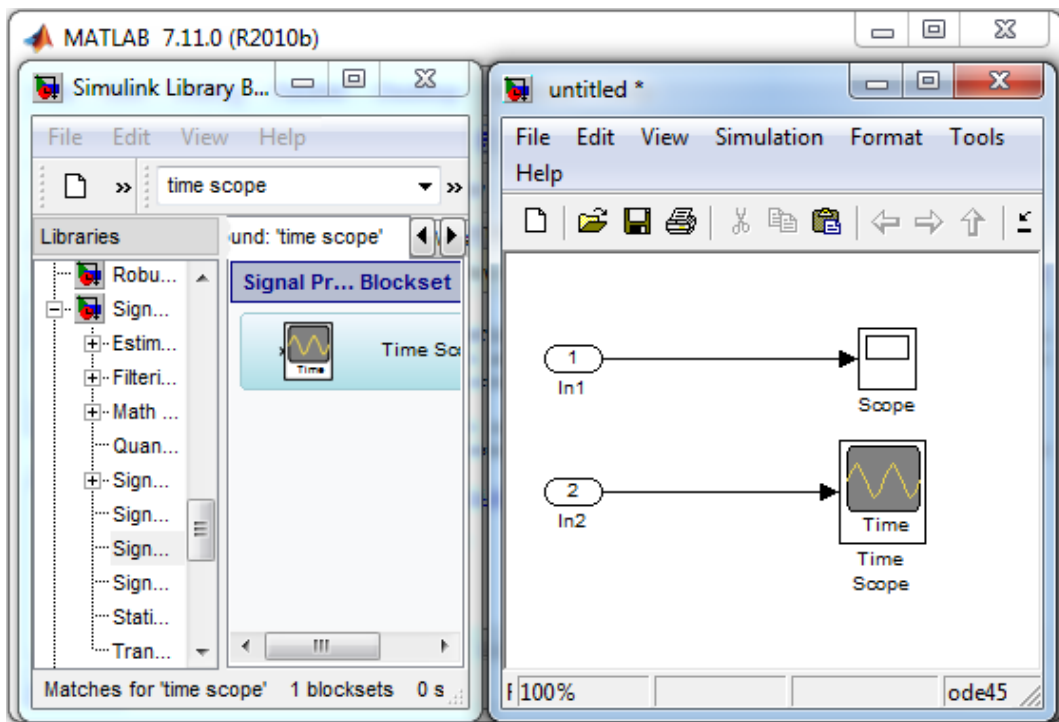 MATLAB 7.11.0 (R2010b)
Simulink Library B...
File Edit View Help
time scope
Libraries
und: 'time scope'
Robu...
Sign...
Estim...
Filteri...
Math ...
Quan...
Sign...
Sign...
Sign...
Sign...
Stati...
Tran...
Signal Pr... Blockset
Time
Time Sco
Matches for 'time scope' 1 blocksets 0 s
untitled *
File Edit View Simulation Format Tools
Help
1
In1
Scope
2
In2
Time
Time
Scope
100%
ode45